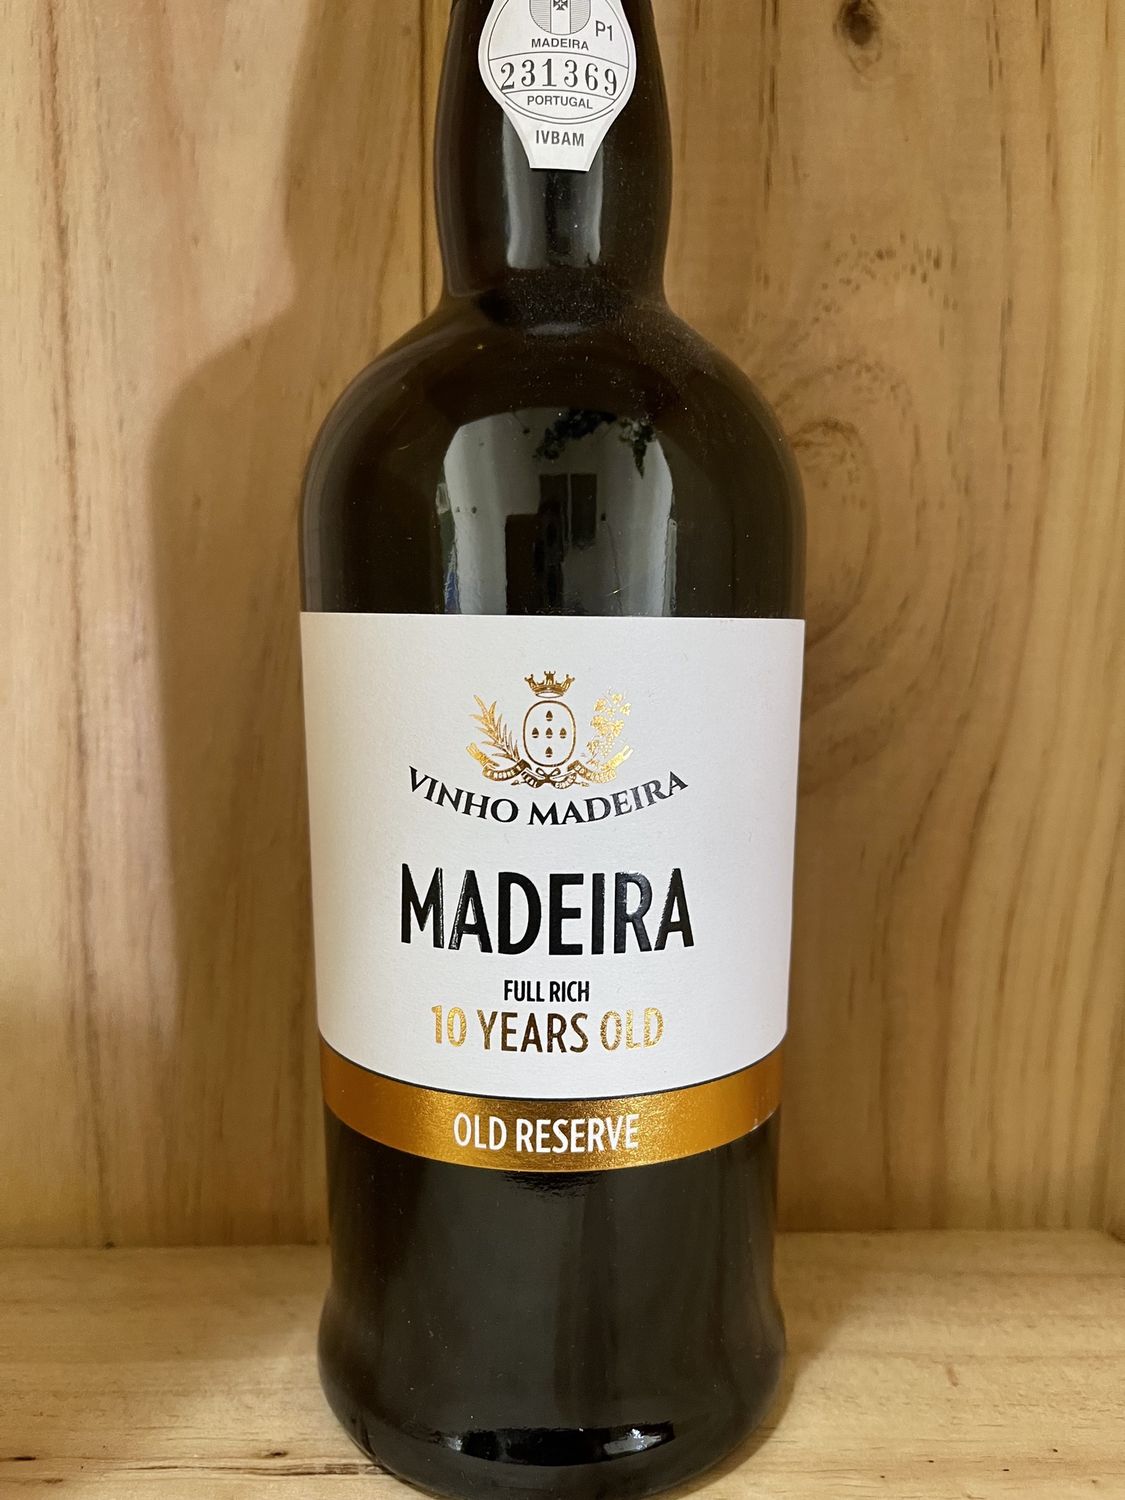 P1
MADEIRA
231369
PORTUGAL
IVBAM
VINHO MADEIRA
MADEIRA
FULL RICH
10 YEARS OLD
OLD RESERVE